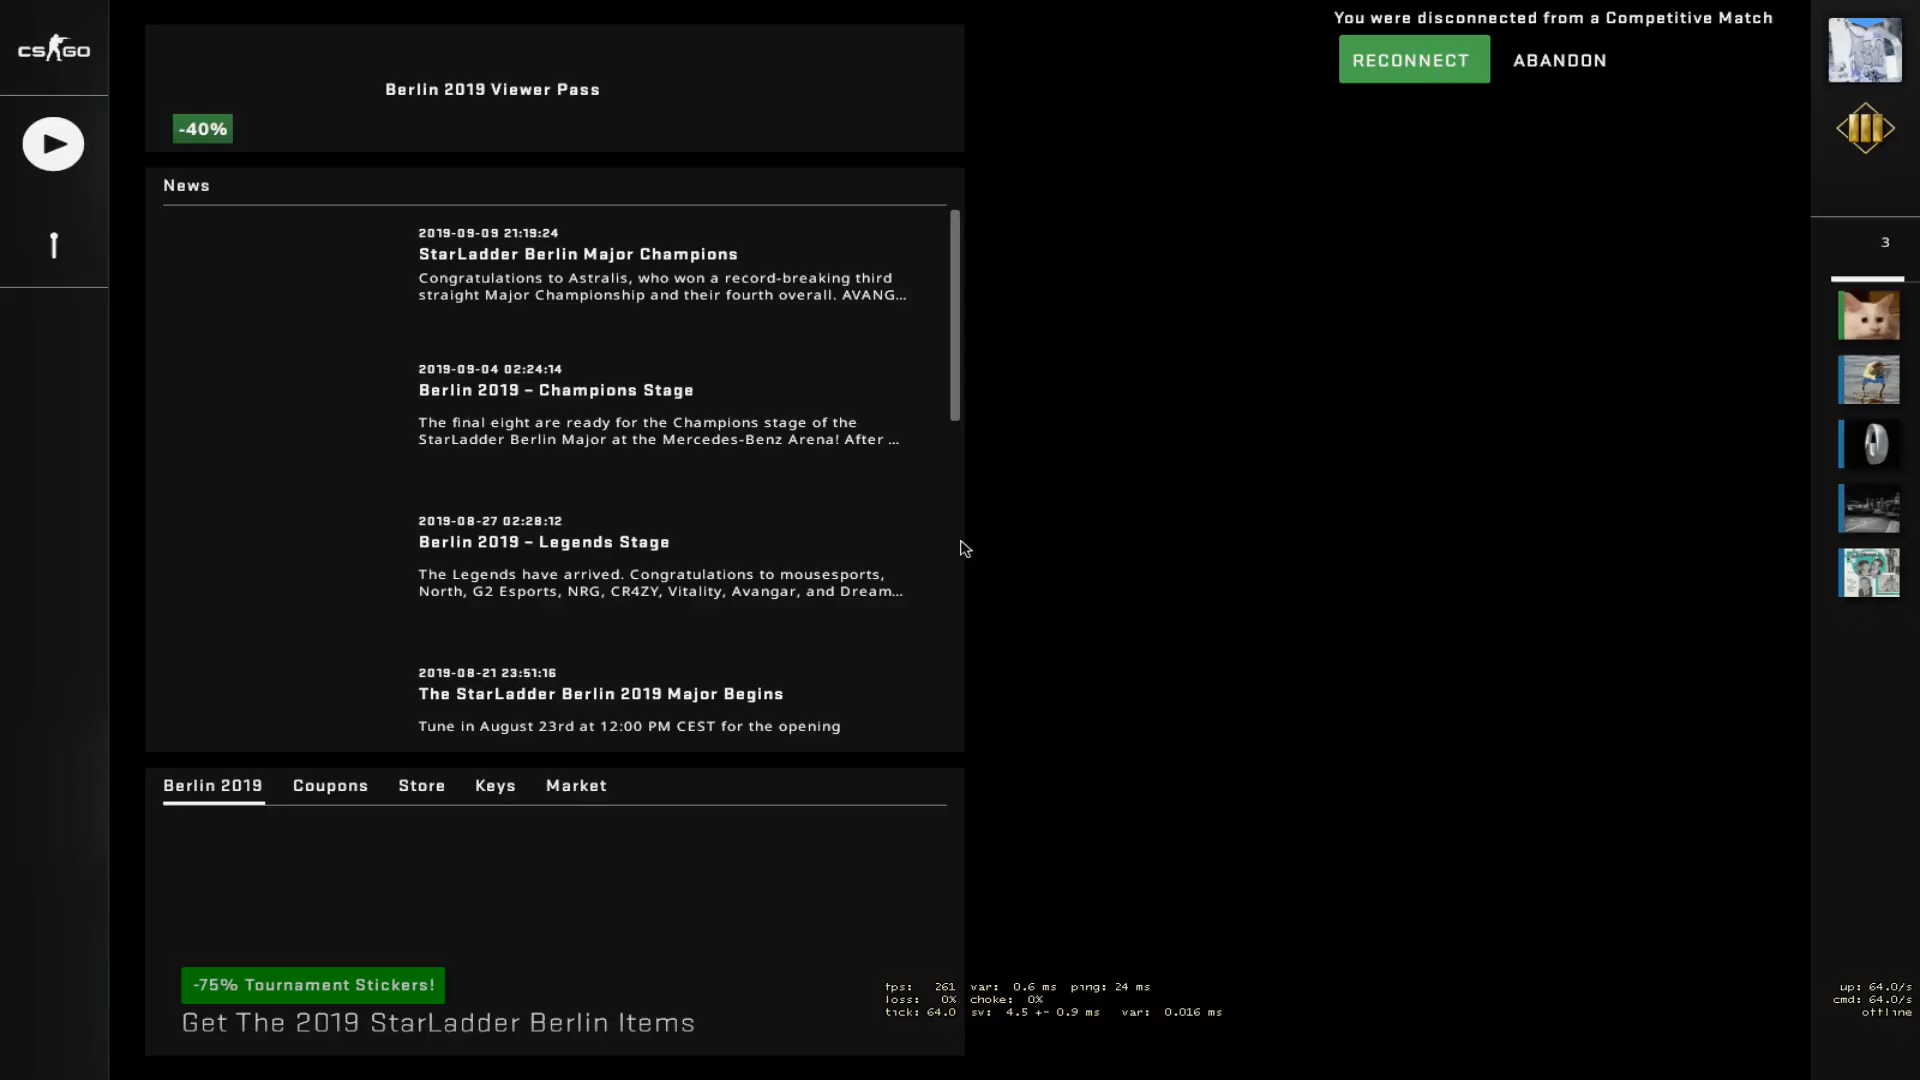 CS GO
You were disconnected from a Competitive Match
RECONNECT
ABANDON
Berlin 2019 Viewer Pass
-40%
News
2019-09-09 21:19:24
StarLadder Berlin Major Champions
Congratulations to Astralis, who won a record-breaking third
straight Major Championship and their fourth overall. AVANG...
2019-09-04 02:24:14
Berlin 2019 – Champions Stage
The final eight are ready for the Champions stage of the
StarLadder Berlin Major at the Mercedes-Benz Arena! After ...
2019-08-27 02:28:12
Berlin 2019 – Legends Stage
The Legends have arrived. Congratulations to mousesports,
North, G2 Esports, NRG, CR4ZY, Vitality, Avangar, and Dream...
2019-08-21 23:51:16
The StarLadder Berlin 2019 Major Begins
Tune in August 23rd at 12:00 PM CEST for the opening
Berlin 2019 Coupons Store Keys Market
-75% Tournament Stickers!
Get The 2019 StarLadder Berlin Items
3
fps: 261 var: 0.6 ms ping: 24 ms
loss: 0% choke: 0%
tick: 64.0 sv: 4.5 +- 0.9 ms var: 0.016 ms
up: 64.0/s
cmd: 64.0/s
offline